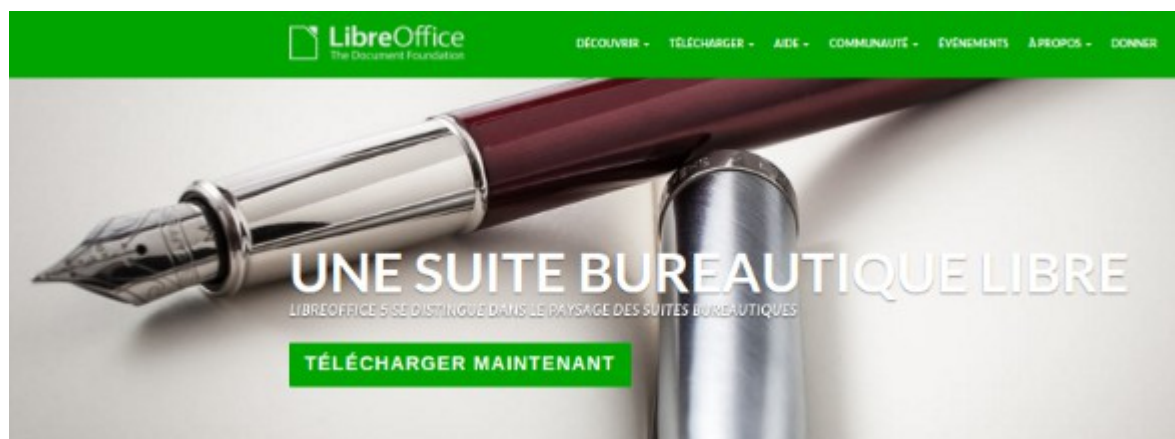 LibreOffice
The Document Foundation
DÉCOUVRIR - TÉLÉCHARGER - AIDE - COMMUNAUTÉ - ÉVÉNEMENTS À PROPOS - DONNER
UNE SUITE BUREAUTIQUE LIBRE
LIBREOFFICE 5 SE DISTINGUE DANS LE PAYSAGE DES SUITES BUREAUTIQUES
TÉLÉCHARGER MAINTENANT